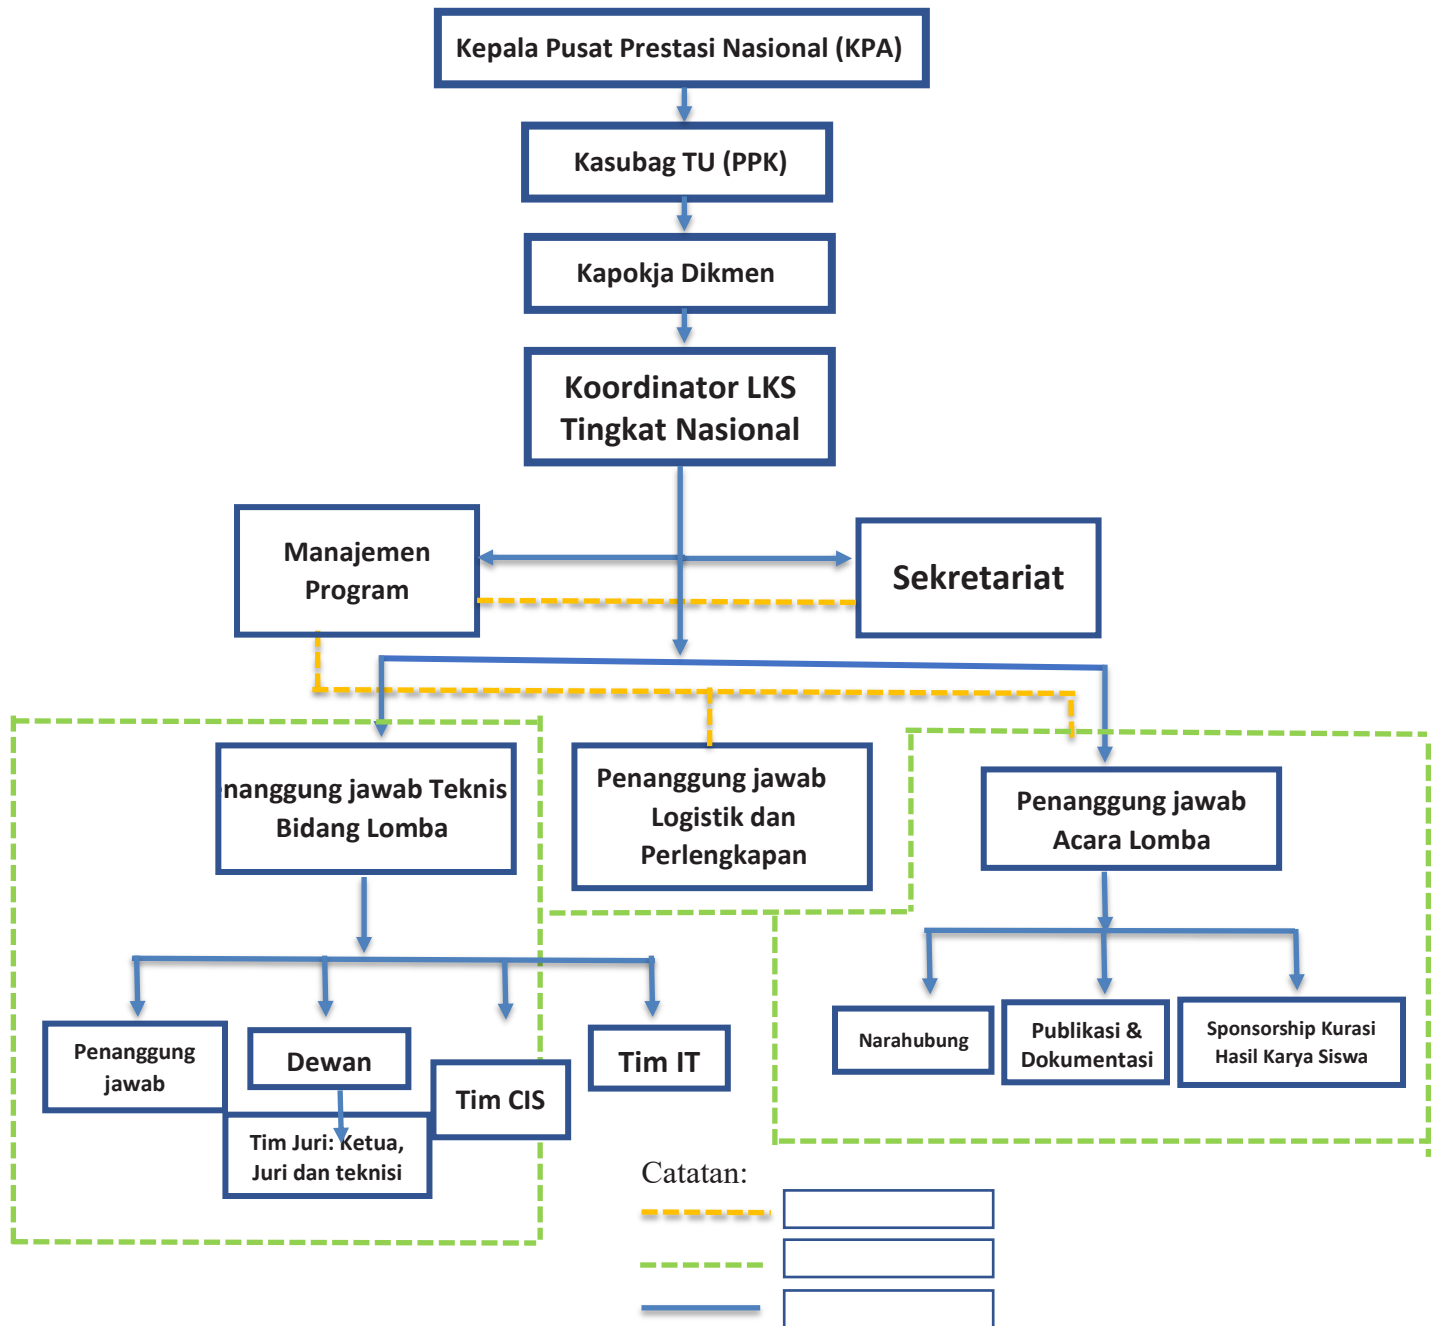 Kepala Pusat Prestasi Nasional (KPA)
Kasubag TU (PPK)
Kapokja Dikmen
Koordinator LKS
Tingkat Nasional
Manajemen
Program
Sekretariat
nanggung jawab Teknis
Bidang Lomba
Penanggung jawab
Logistik dan
Perlengkapan
Penanggung jawab
Acara Lomba
Penanggung
jawab
Dewan
Tim CIS
Tim IT
Tim Juri: Ketua,
Juri dan teknisi
Narahubung
Publikasi &
Dokumentasi
Sponsorship Kurasi
Hasil Karya Siswa
Catatan: